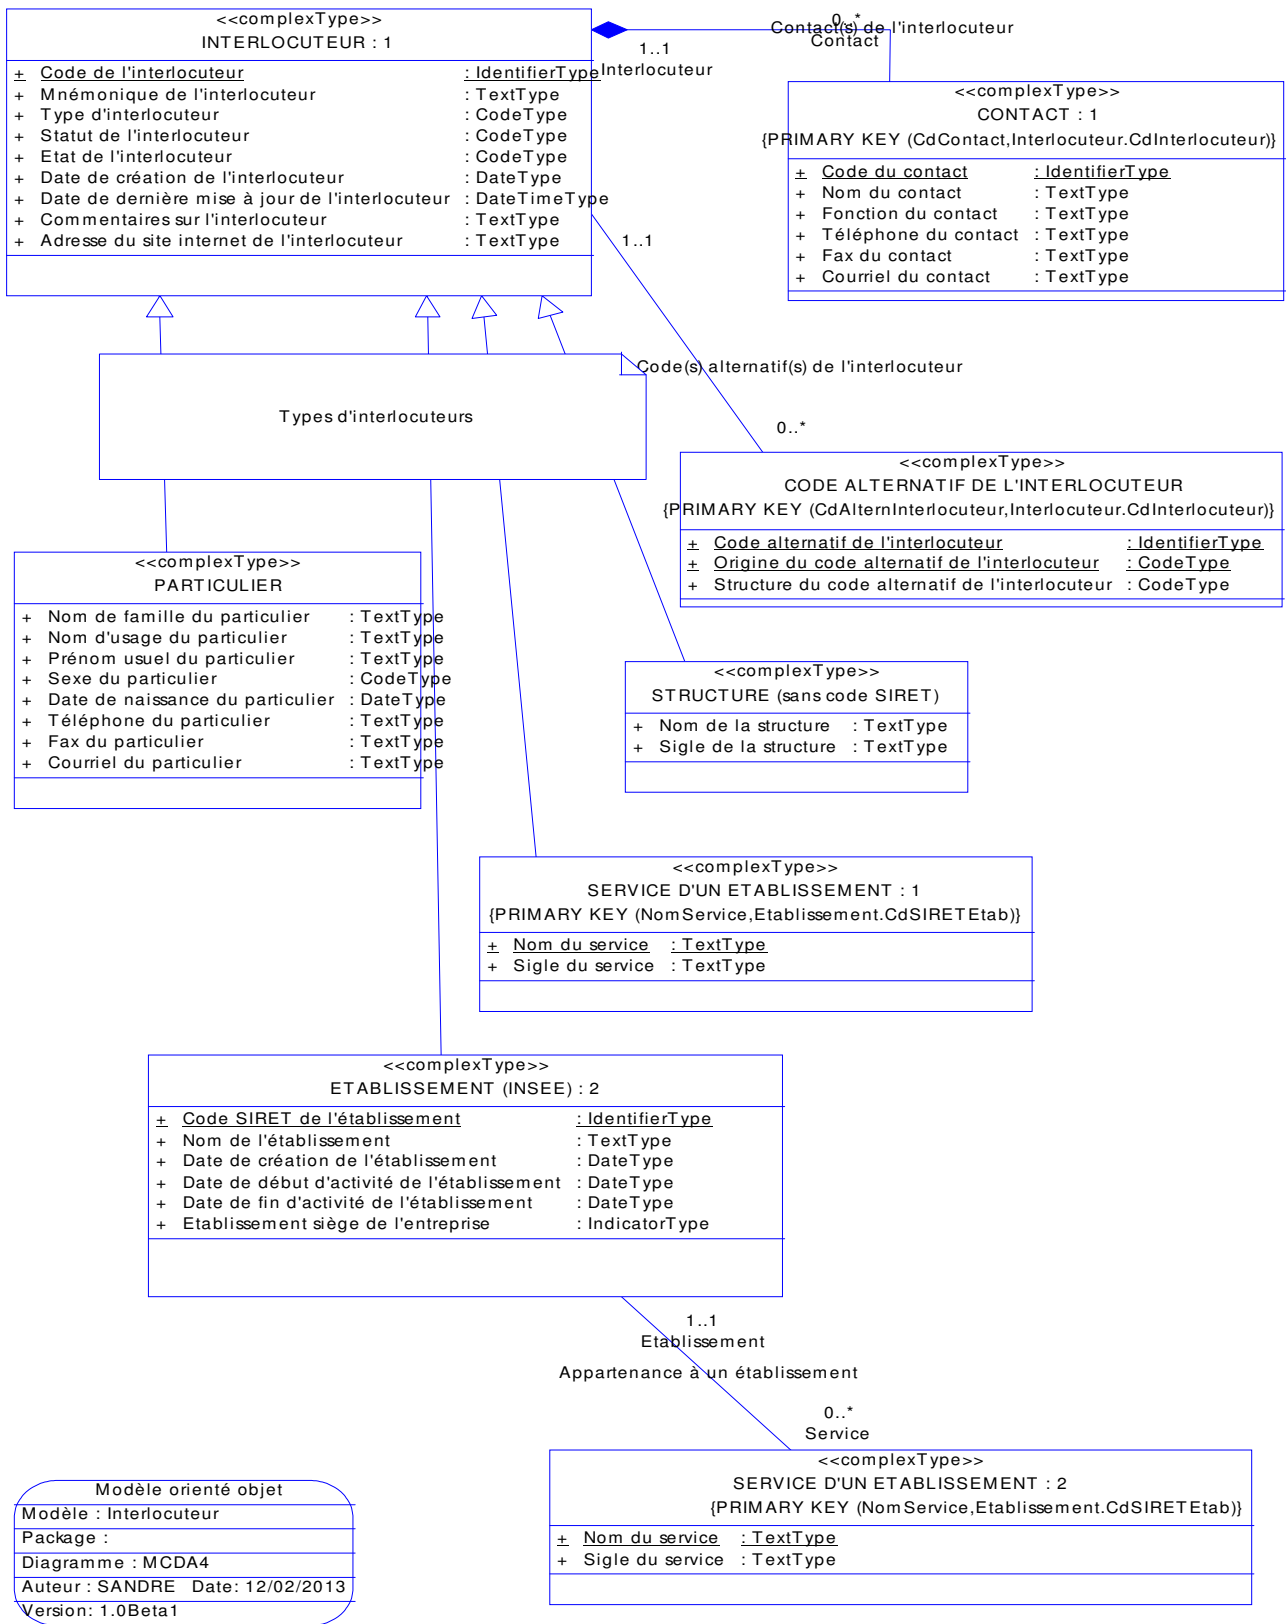 <<complexType>>
INTERLOCUTEUR : 1
+ Code de l'interlocuteur : IdentifierType
+ Mnémonique de l'interlocuteur : TextType
+ Type d'interlocuteur : CodeType
+ Statut de l'interlocuteur : CodeType
+ Etat de l'interlocuteur : CodeType
+ Date de création de l'interlocuteur : DateType
+ Date de dernière mise à jour de l'interlocuteur : DateTimeType
+ Commentaires sur l'interlocuteur : TextType
+ Adresse du site internet de l'interlocuteur : TextType
0..*
Contact(s) de l'interlocuteur
Contact
1..1
Interlocuteur
<<complexType>>
CONTACT : 1
{PRIMARY KEY (CdContact,Interlocuteur.CdInterlocuteur)}
+ Code du contact : IdentifierType
+ Nom du contact : TextType
+ Fonction du contact : TextType
+ Téléphone du contact : TextType
+ Fax du contact : TextType
+ Courriel du contact : TextType
1..1
Code(s) alternatif(s) de l'interlocuteur
0..*
Types d'interlocuteurs
<<complexType>>
CODE ALTERNATIF DE L'INTERLOCUTEUR
{PRIMARY KEY (CdAlternInterlocuteur,Interlocuteur.CdInterlocuteur)}
+ Code alternatif de l'interlocuteur : IdentifierType
+ Origine du code alternatif de l'interlocuteur : CodeType
+ Structure du code alternatif de l'interlocuteur : CodeType
<<complexType>>
PARTICULIER
+ Nom de famille du particulier : TextType
+ Nom d'usage du particulier : TextType
+ Prénom usuel du particulier : TextType
+ Sexe du particulier : CodeType
+ Date de naissance du particulier : DateType
+ Téléphone du particulier : TextType
+ Fax du particulier : TextType
+ Courriel du particulier : TextType
<<complexType>>
STRUCTURE (sans code SIRET)
+ Nom de la structure : TextType
+ Sigle de la structure : TextType
<<complexType>>
SERVICE D'UN ETABLISSEMENT : 1
{PRIMARY KEY (NomService,Etablissement.CdSIRETEtab)}
+ Nom du service : TextType
+ Sigle du service : TextType
<<complexType>>
ETABLISSEMENT (INSEE) : 2
+ Code SIRET de l'établissement : IdentifierType
+ Nom de l'établissement : TextType
+ Date de création de l'établissement : DateType
+ Date de début d'activité de l'établissement : DateType
+ Date de fin d'activité de l'établissement : DateType
+ Etablissement siège de l'entreprise : IndicatorType
1..1
Etablissement
Appartenance à un établissement
0..*
Service
<<complexType>>
SERVICE D'UN ETABLISSEMENT : 2
{PRIMARY KEY (NomService,Etablissement.CdSIRETEtab)}
+ Nom du service : TextType
+ Sigle du service : TextType
Modèle orienté objet
Modèle : Interlocuteur
Package :
Diagramme : MCDA4
Auteur : SANDRE Date: 12/02/2013
Version: 1.0Beta1